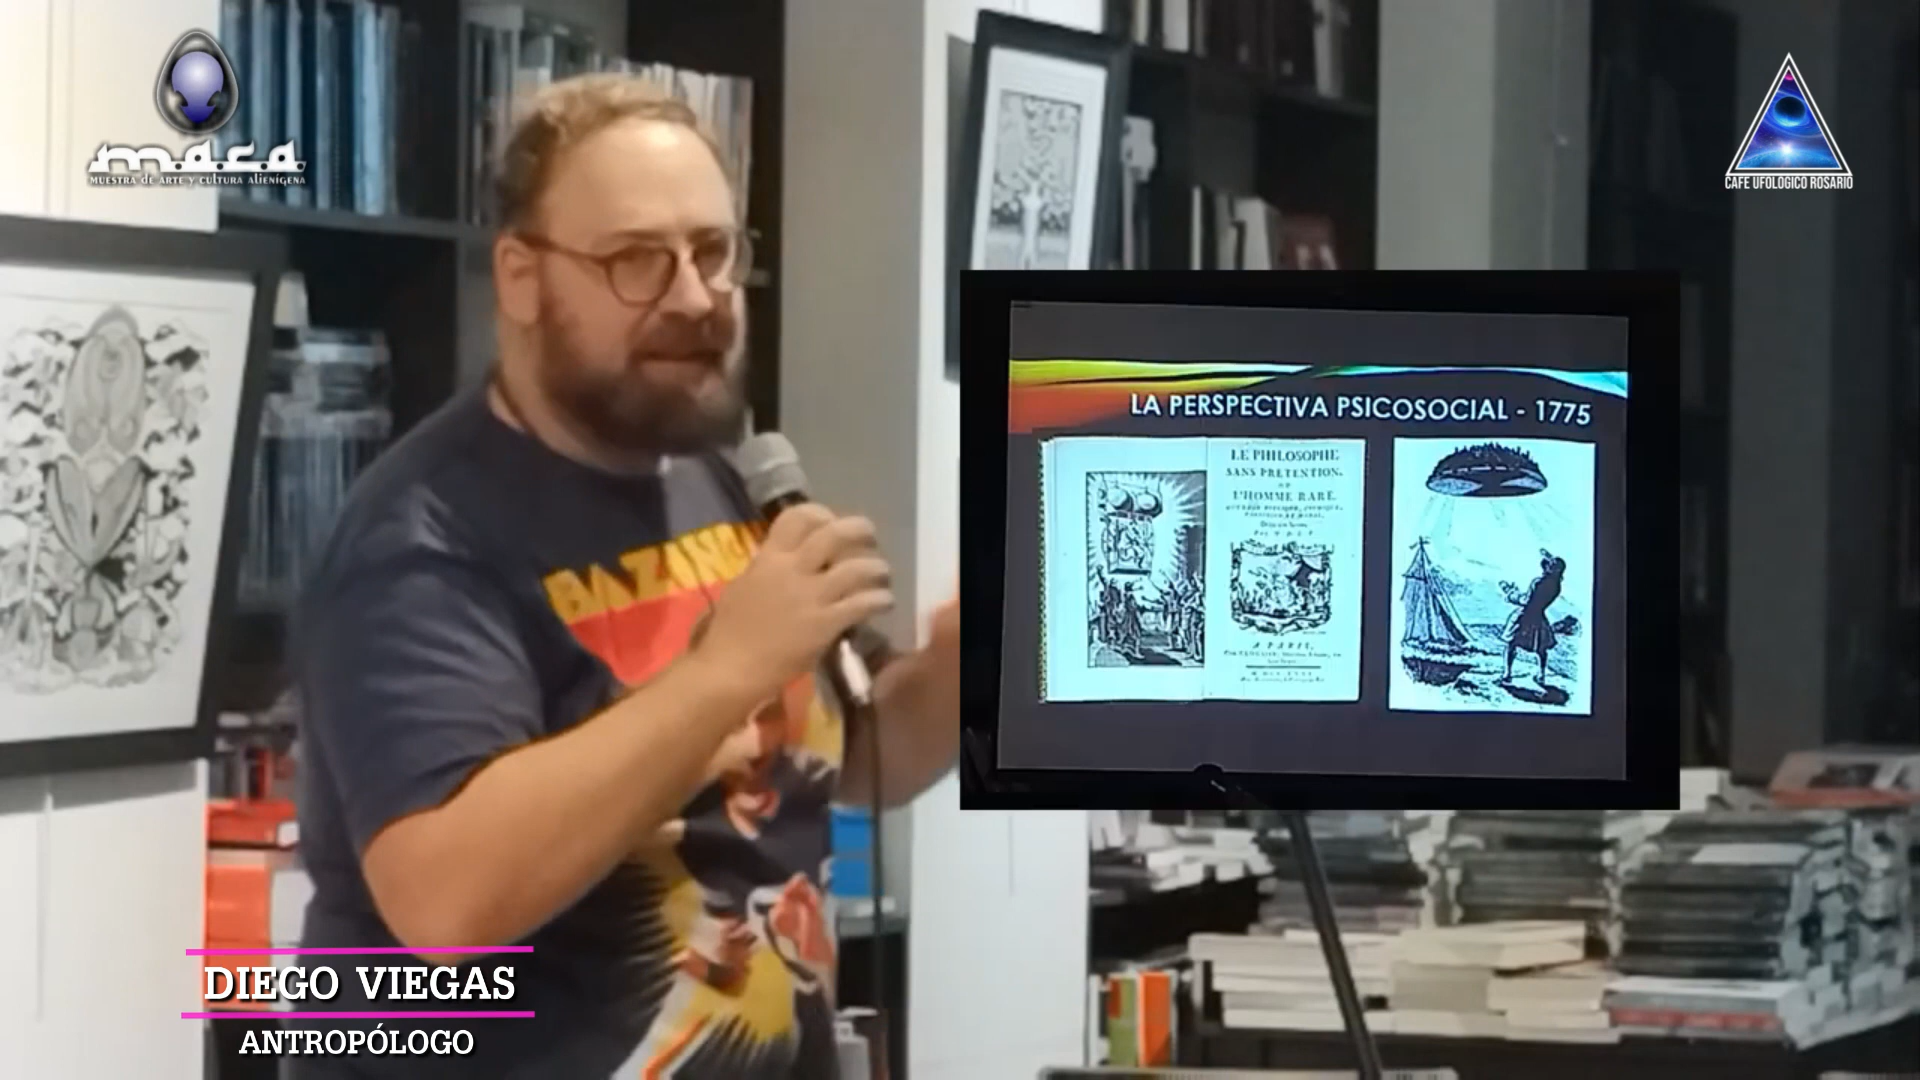 m.a.c.a.
MUESTRA de ARTE y CULTURA ALIENÍGENA
CAFE UFOLOGICO ROSARIO
LA PERSPECTIVA PSICOSOCIAL - 1775
LE PHILOSOPHE
SANS PRÉTENTION,
OU
L'HOMME RARE.
A PARIS,
DIEGO VIEGAS
ANTROPÓLOGO